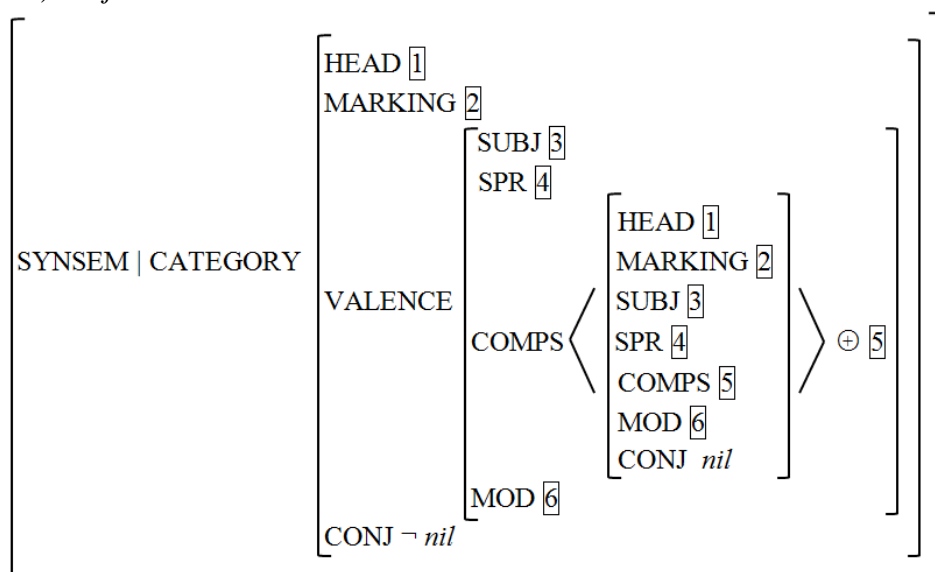 HEAD 1
MARKING 2
SUBJ 3
SPR 4
HEAD 1
MARKING 2
SYNSEM | CATEGORY
VALENCE
SUBJ 3
COMPS
SPR 4
⊕ 5
COMPS 5
MOD 6
CONJ nil
MOD 6
CONJ ¬ nil